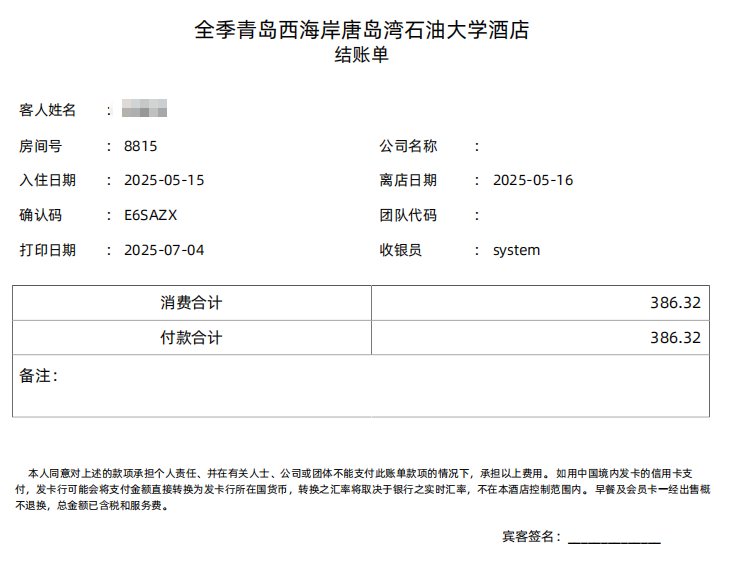 全季青岛西海岸唐岛湾石油大学酒店
结账单
客人姓名 :
房间号 : 8815 公司名称 :
入住日期 : 2025-05-15 离店日期 : 2025-05-16
确认码 : E6SAZX 团队代码 :
打印日期 : 2025-07-04 收银员 : system
消费合计 386.32
付款合计 386.32
备注：
本人同意对上述的款项承担个人责任、并在有关人士、公司或团体不能支付此账单款项的情况下，承担以上费用。如用中国境内发卡的信用卡支
付，发卡行可能会将支付金额直接转换为发卡行所在国货币，转换之汇率将取决于银行之实时汇率，不在本酒店控制范围内。早餐及会员卡一经出售概
不退换，总金额已含税和服务费。
宾客签名：